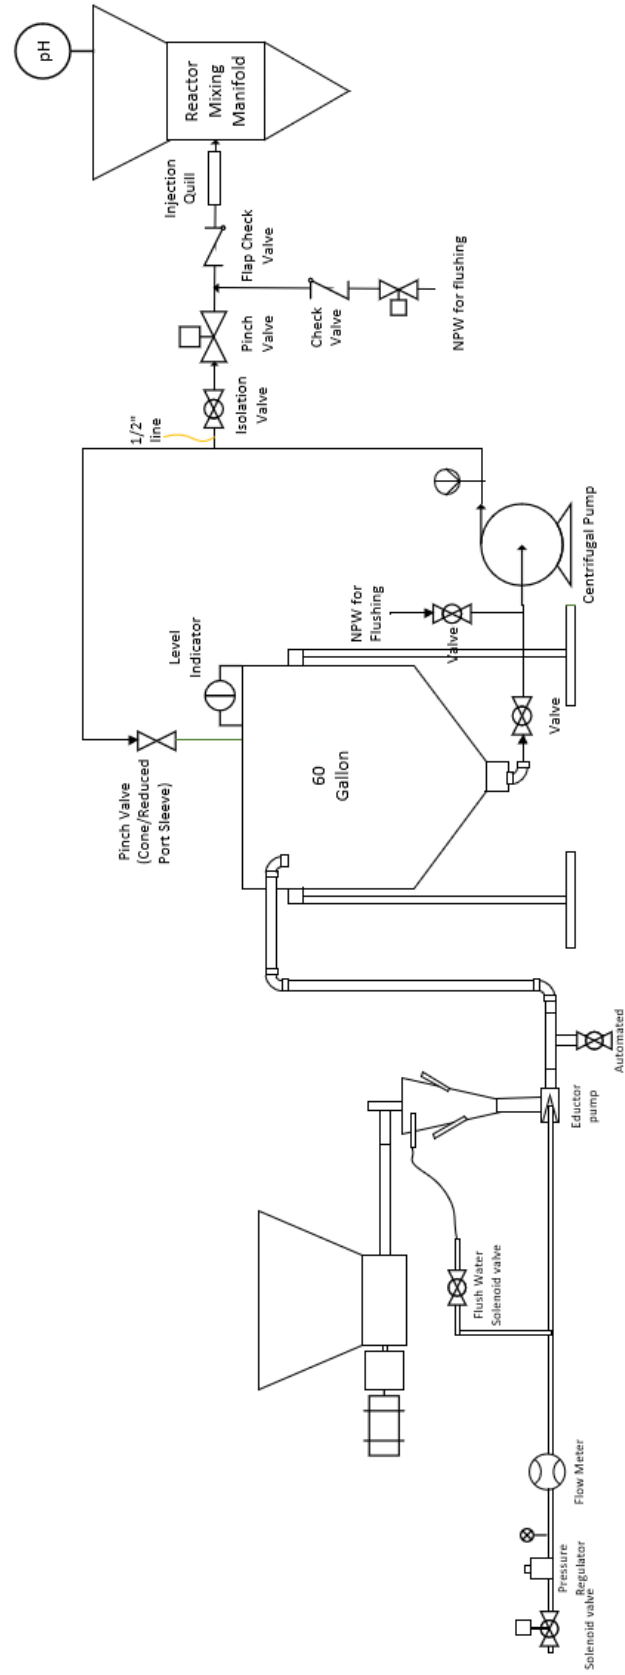 pH
Reactor
Mixing
Manifold
Injection
Quill
Flap Check
Valve
Pinch
Valve
Check
Valve
NPW for flushing
Isolation
Valve
1/2"
line
Centrifugal Pump
NPW for
Flushing
Valve
Valve
Level
Indicator
60
Gallon
Pinch Valve
(Cone/Reduced
Port Sleeve)
Automated
Eductor
pump
Flush Water
Solenoid valve
Flow Meter
Pressure
Regulator
Solenoid valve